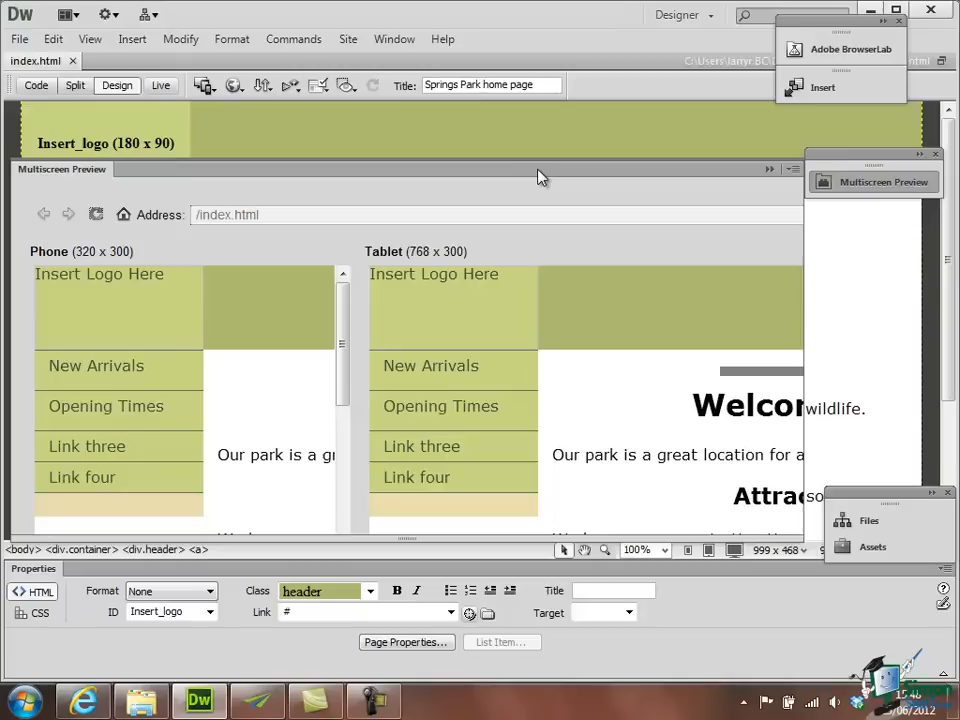 Dw
Designer
File Edit View Insert Modify Format Commands Site Window Help
Adobe BrowserLab
Insert
index.html
Code Split Design Live
Title: Springs Park home page
Insert_logo (180 x 90)
Multiscreen Preview
Multiscreen Preview
Address: /index.html
Phone (320 x 300)
Tablet (768 x 300)
Insert Logo Here
Insert Logo Here
New Arrivals
New Arrivals
Opening Times
Opening Times
wildlife.
Link three
Our park is a gr
Link three
Our park is a great location for a
Link four
Link four
so
Files
Assets
<body> <div.container> <div.header> <a>
100%
999 x 468
Properties
HTML
Format None
Class header
Title
CSS
ID Insert_logo
Link #
Target
Page Properties...
List Item...
Dw
15:48